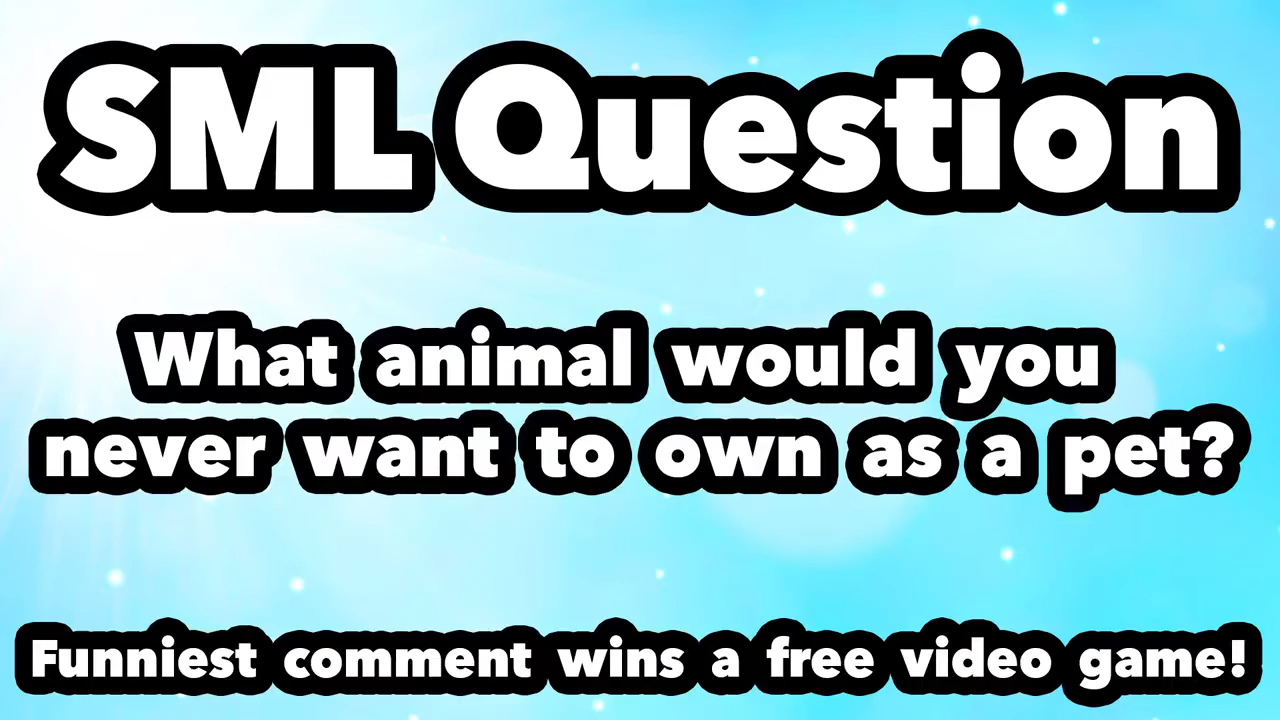 SML Question
What animal would you
never want to own as a pet?
Funniest comment wins a free video game!